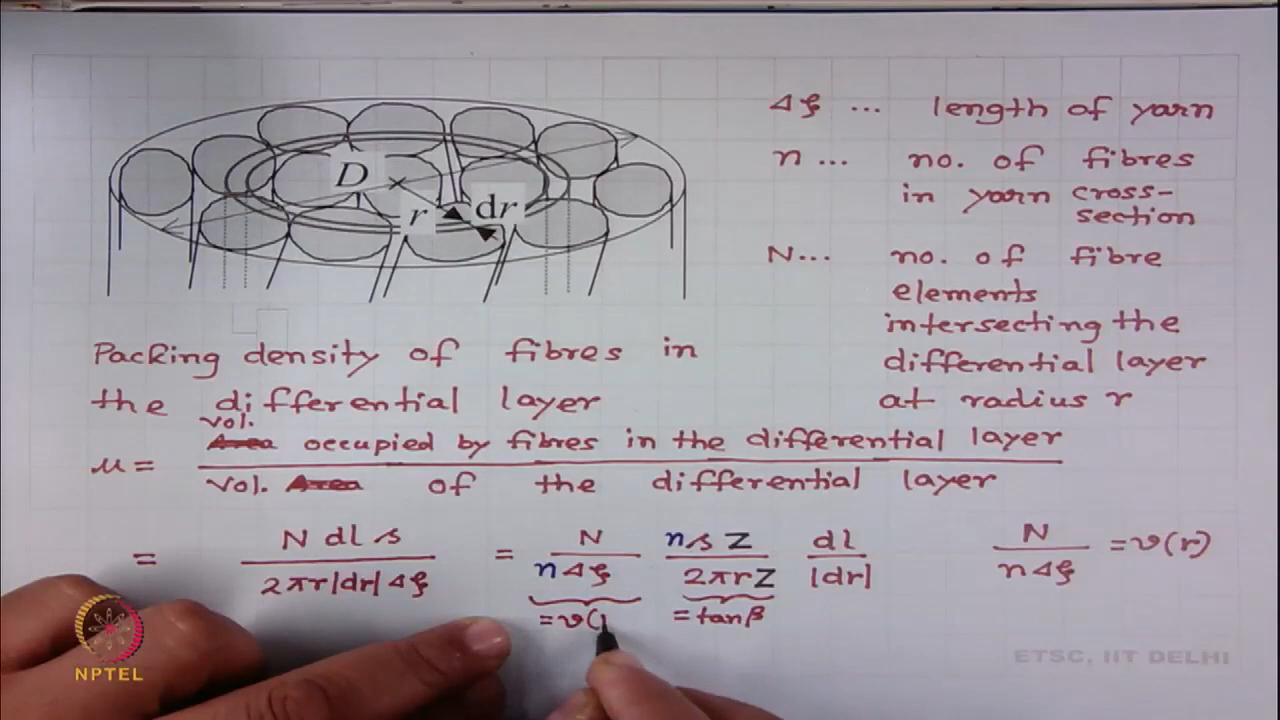 D
r
dr
Δξ ... length of yarn
n ... no. of fibres
in yarn cross-
section
N... no. of fibre
elements
intersecting the
differential layer
at radius r
Packing density of fibres in
the differential layer
vol.
μ = Area occupied by fibres in the differential layer
vol. Area of the differential layer
= N dl s / 2πr|dr|Δξ = N / nΔξ nsZ / 2πrZ dl / |dr| N / nΔξ = ν(r)
= ν( = tanβ
NPTEL
ETSC, IIT DELHI